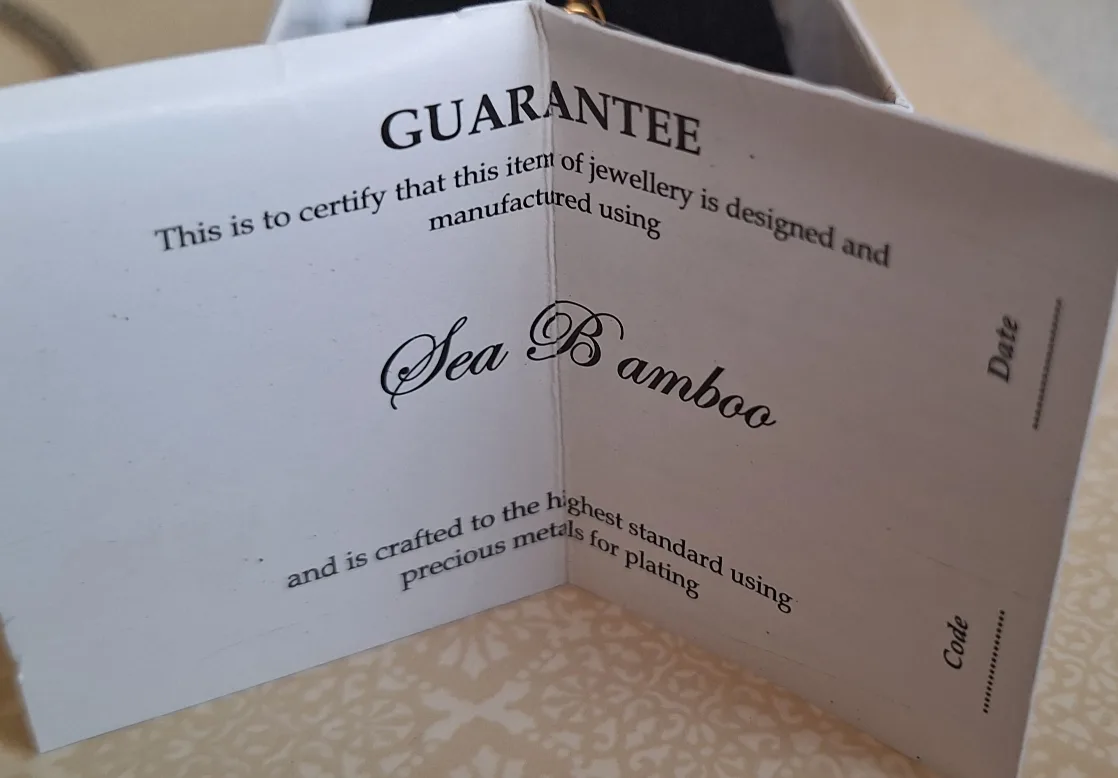 GUARANTEE
This is to certify that this item of jewellery is designed and
manufactured using
Sea Bamboo
and is crafted to the highest standard using
precious metals for plating
Date ..................
Code ..................